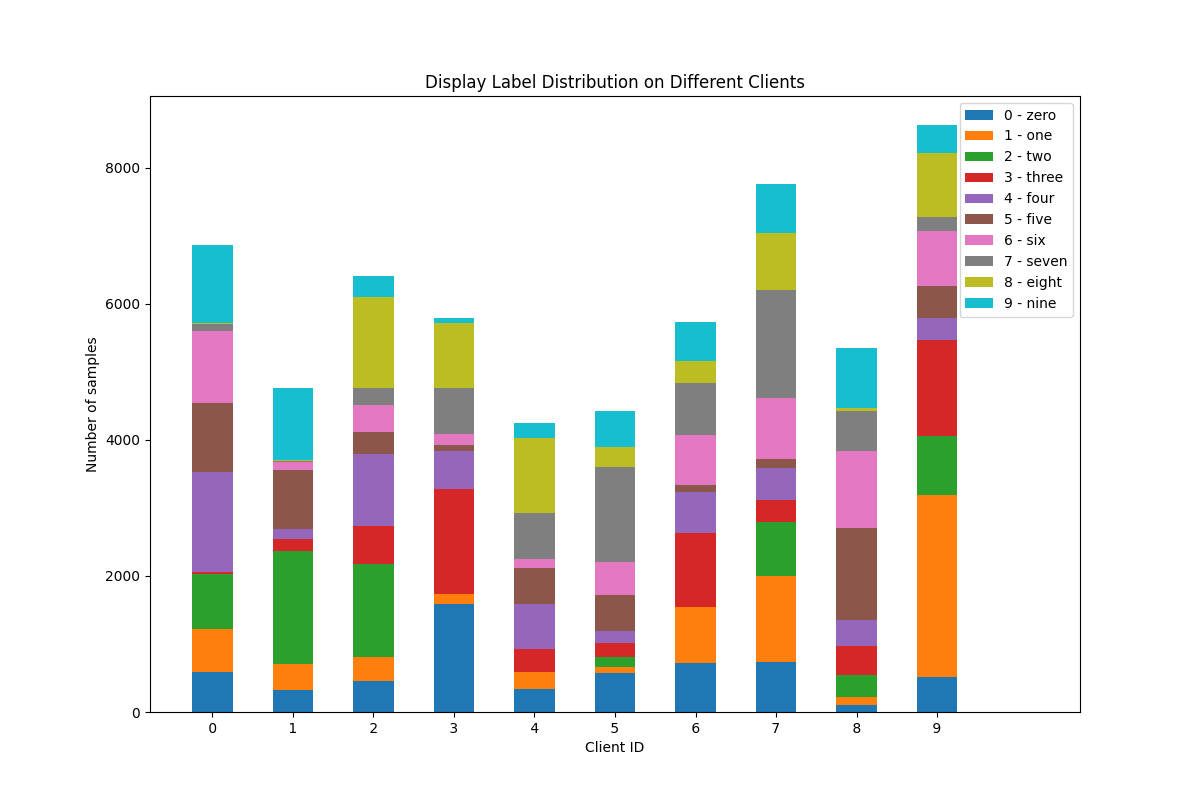 Display Label Distribution on Different Clients
Number of samples
8000
6000
4000
2000
0
0 1 2 3 4 5 6 7 8 9
Client ID
0 - zero
1 - one
2 - two
3 - three
4 - four
5 - five
6 - six
7 - seven
8 - eight
9 - nine